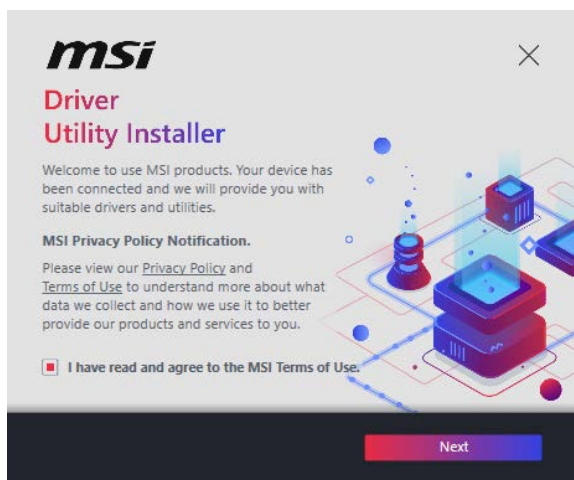 msi
Driver
Utility Installer
Welcome to use MSI products. Your device has
been connected and we will provide you with
suitable drivers and utilities.
MSI Privacy Policy Notification.
Please view our Privacy Policy and
Terms of Use to understand more about what
data we collect and how we use it to better
provide our products and services to you.
I have read and agree to the MSI Terms of Use.
Next